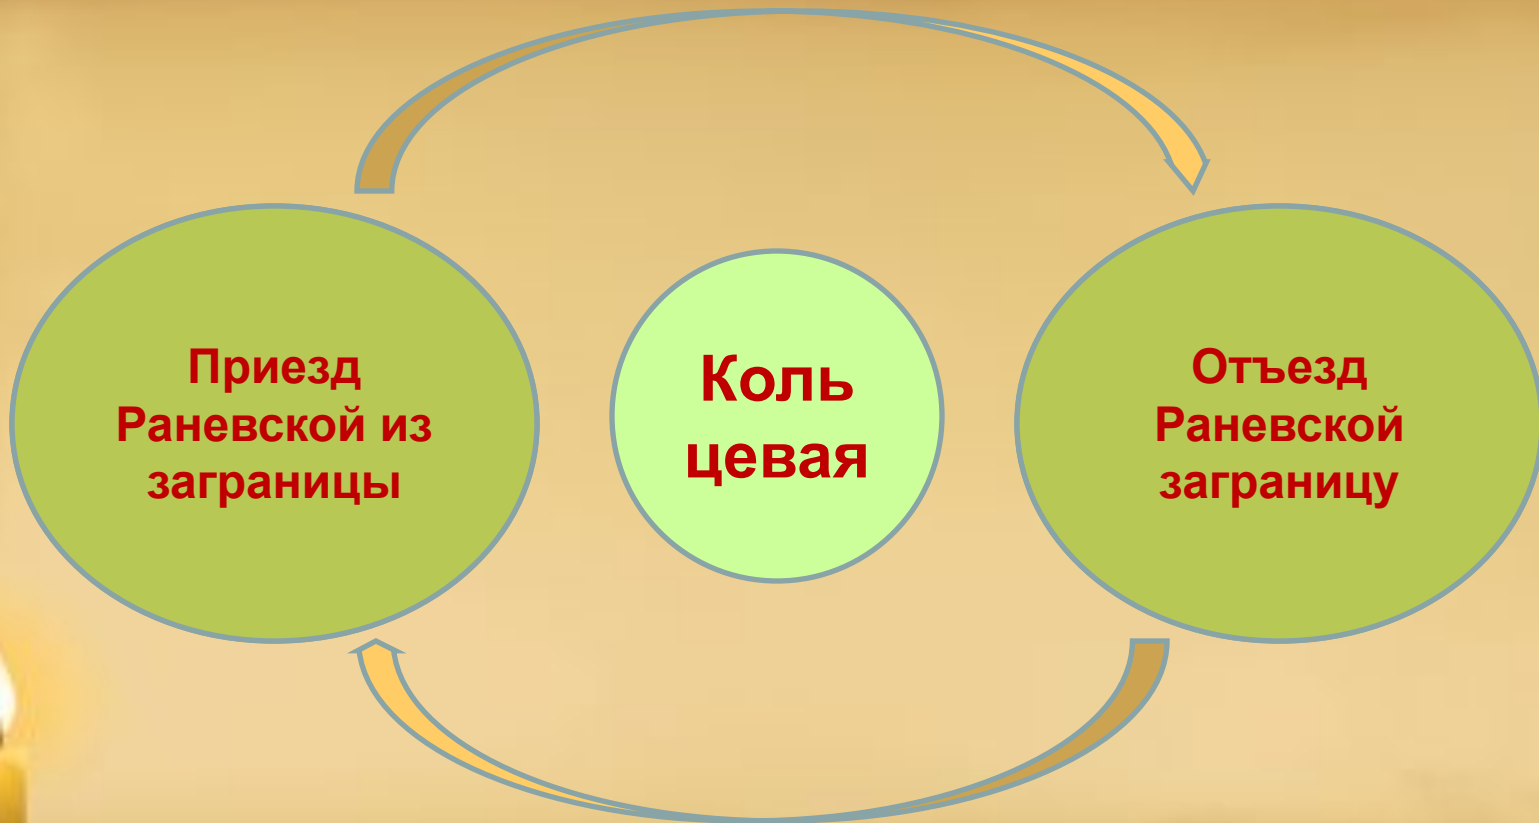 Приезд
Раневской из
заграницы
Коль
цевая
Отъезд
Раневской
заграницу